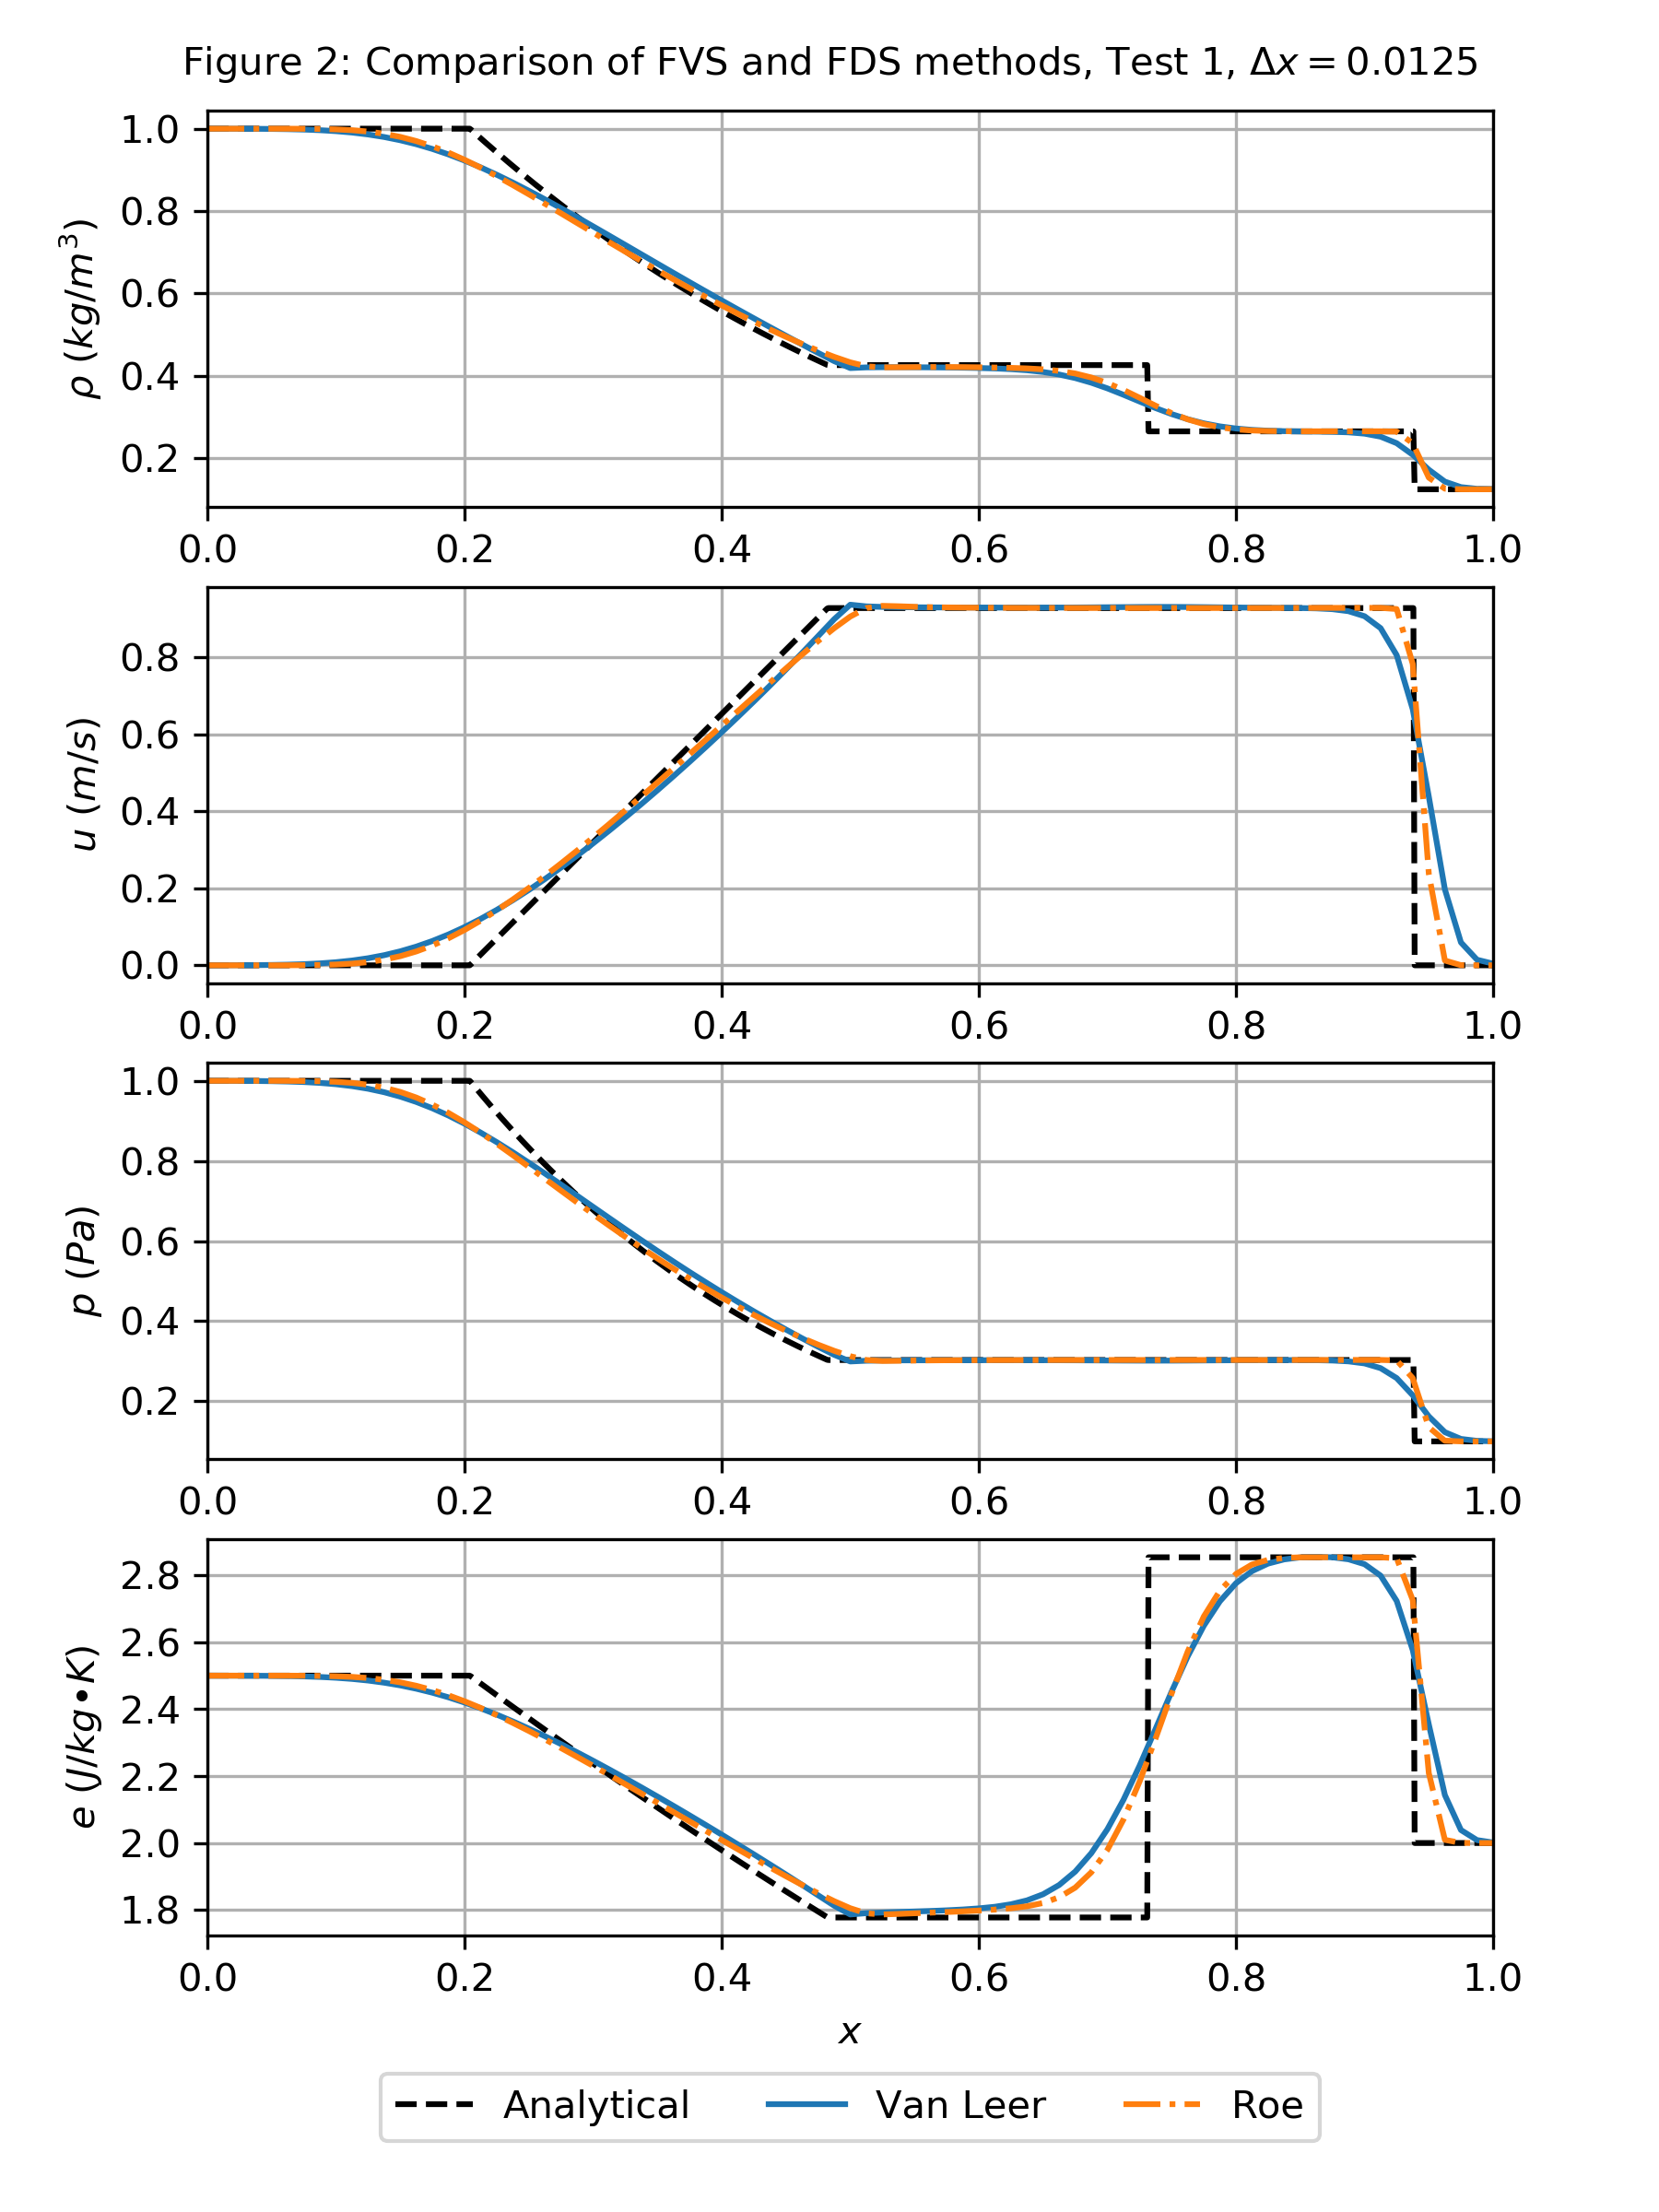 Figure 2: Comparison of FVS and FDS methods, Test 1, Δx = 0.0125
1.0
0.8
0.6
0.4
0.2
ρ (kg/m³)
0.0 0.2 0.4 0.6 0.8 1.0
0.8
0.6
0.4
0.2
0.0
u (m/s)
0.0 0.2 0.4 0.6 0.8 1.0
1.0
0.8
0.6
0.4
0.2
p (Pa)
0.0 0.2 0.4 0.6 0.8 1.0
2.8
2.6
2.4
2.2
2.0
1.8
e (J/kg•K)
0.0 0.2 0.4 0.6 0.8 1.0
x
Analytical Van Leer Roe